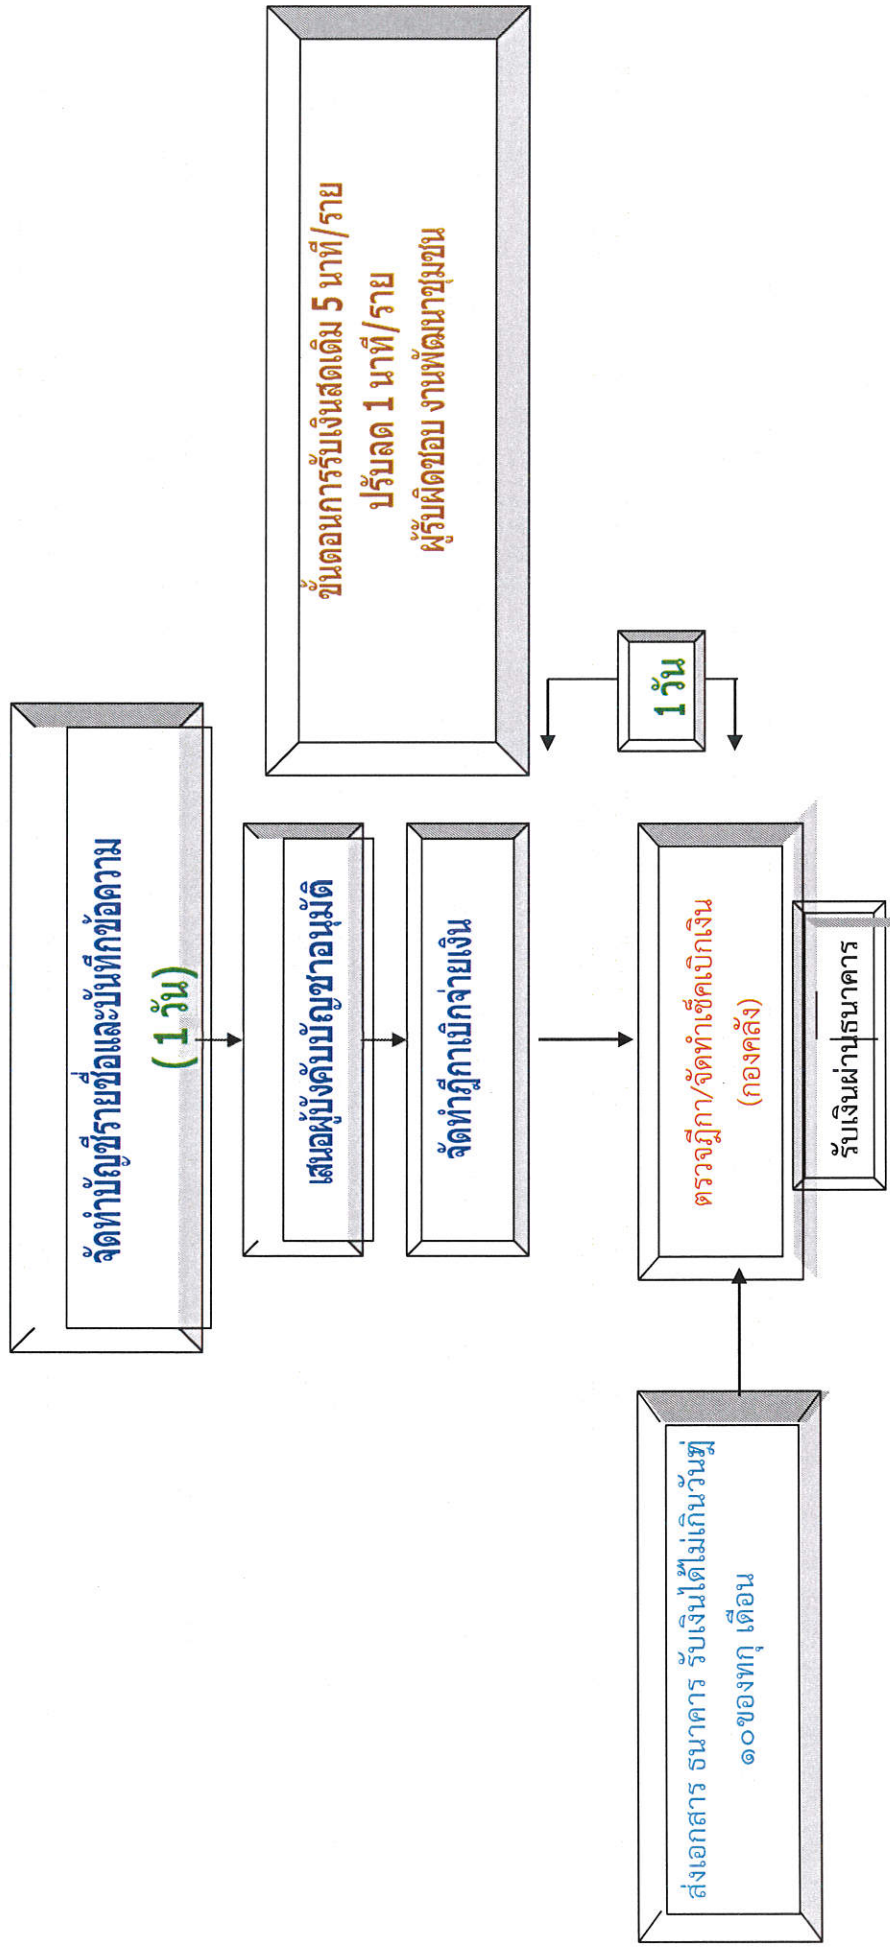 จัดทำบัญชีรายชื่อและบันทึกข้อความ
( 1 วัน)
เสนอผู้บังคับบัญชาอนุมัติ
จัดทำฎีกาเบิกจ่ายเงิน
ขั้นตอนการรับเงินสดเดิม 5 นาที/ราย
ปรับลด 1 นาที/ราย
ผู้รับผิดชอบ งานพัฒนาชุมชน
1 วัน
ตรวจฎีกา/จัดทำเช็คเบิกเงิน
(กองคลัง)
รับเงินผ่านธนาคาร
ส่งเอกสาร ธนาคาร รับเงินได้ไม่เกินวันที่
๑๐ของทกุ เดือน